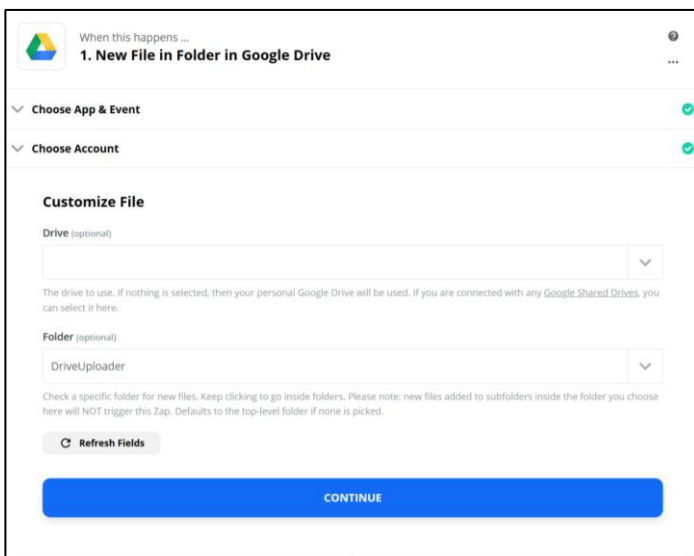 When this happens ...
1. New File in Folder in Google Drive
Choose App & Event
Choose Account
Customize File
Drive (optional)
The drive to use. If nothing is selected, then your personal Google Drive will be used. If you are connected with any Google Shared Drives, you
can select it here.
Folder (optional)
DriveUploader
Check a specific folder for new files. Keep clicking to go inside folders. Please note: new files added to subfolders inside the folder you choose
here will NOT trigger this Zap. Defaults to the top-level folder if none is picked.
Refresh Fields
CONTINUE